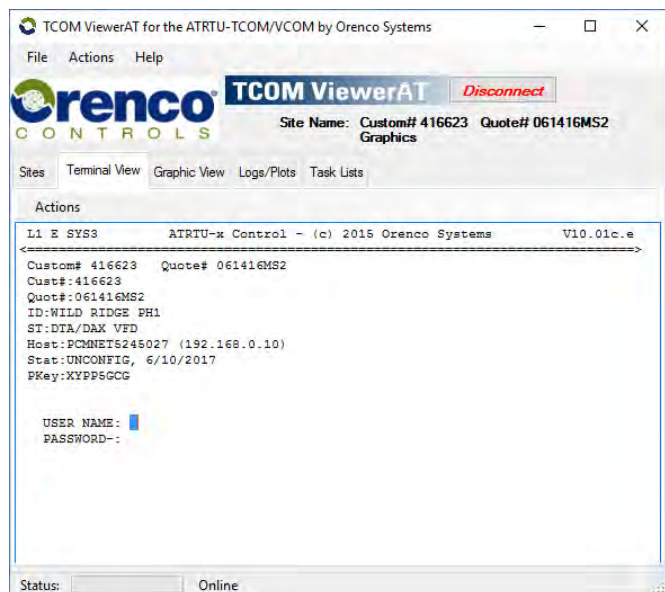 TCOM ViewerAT for the ATRTU-TCOM/VCOM by Orenco Systems
File Actions Help
Orenco
CONTROLS
TCOM ViewerAT
Disconnect
Site Name: Custom# 416623 Quote# 061416MS2
Graphics
Sites Terminal View Graphic View Logs/Plots Task Lists
Actions
L1 E SYS3 ATRTU-x Control - (c) 2015 Orenco Systems V10.01c.e
<==============================================================================>
Custom# 416623 Quote# 061416MS2
Cust#:416623
Quot#:061416MS2
ID:WILD RIDGE PH1
ST:DTA/DAX VFD
Host:PCMNET5245027 (192.168.0.10)
Stat:UNCONFIG, 6/10/2017
PKey:XYPP5GCG
USER NAME:
PASSWORD-:
Status: Online